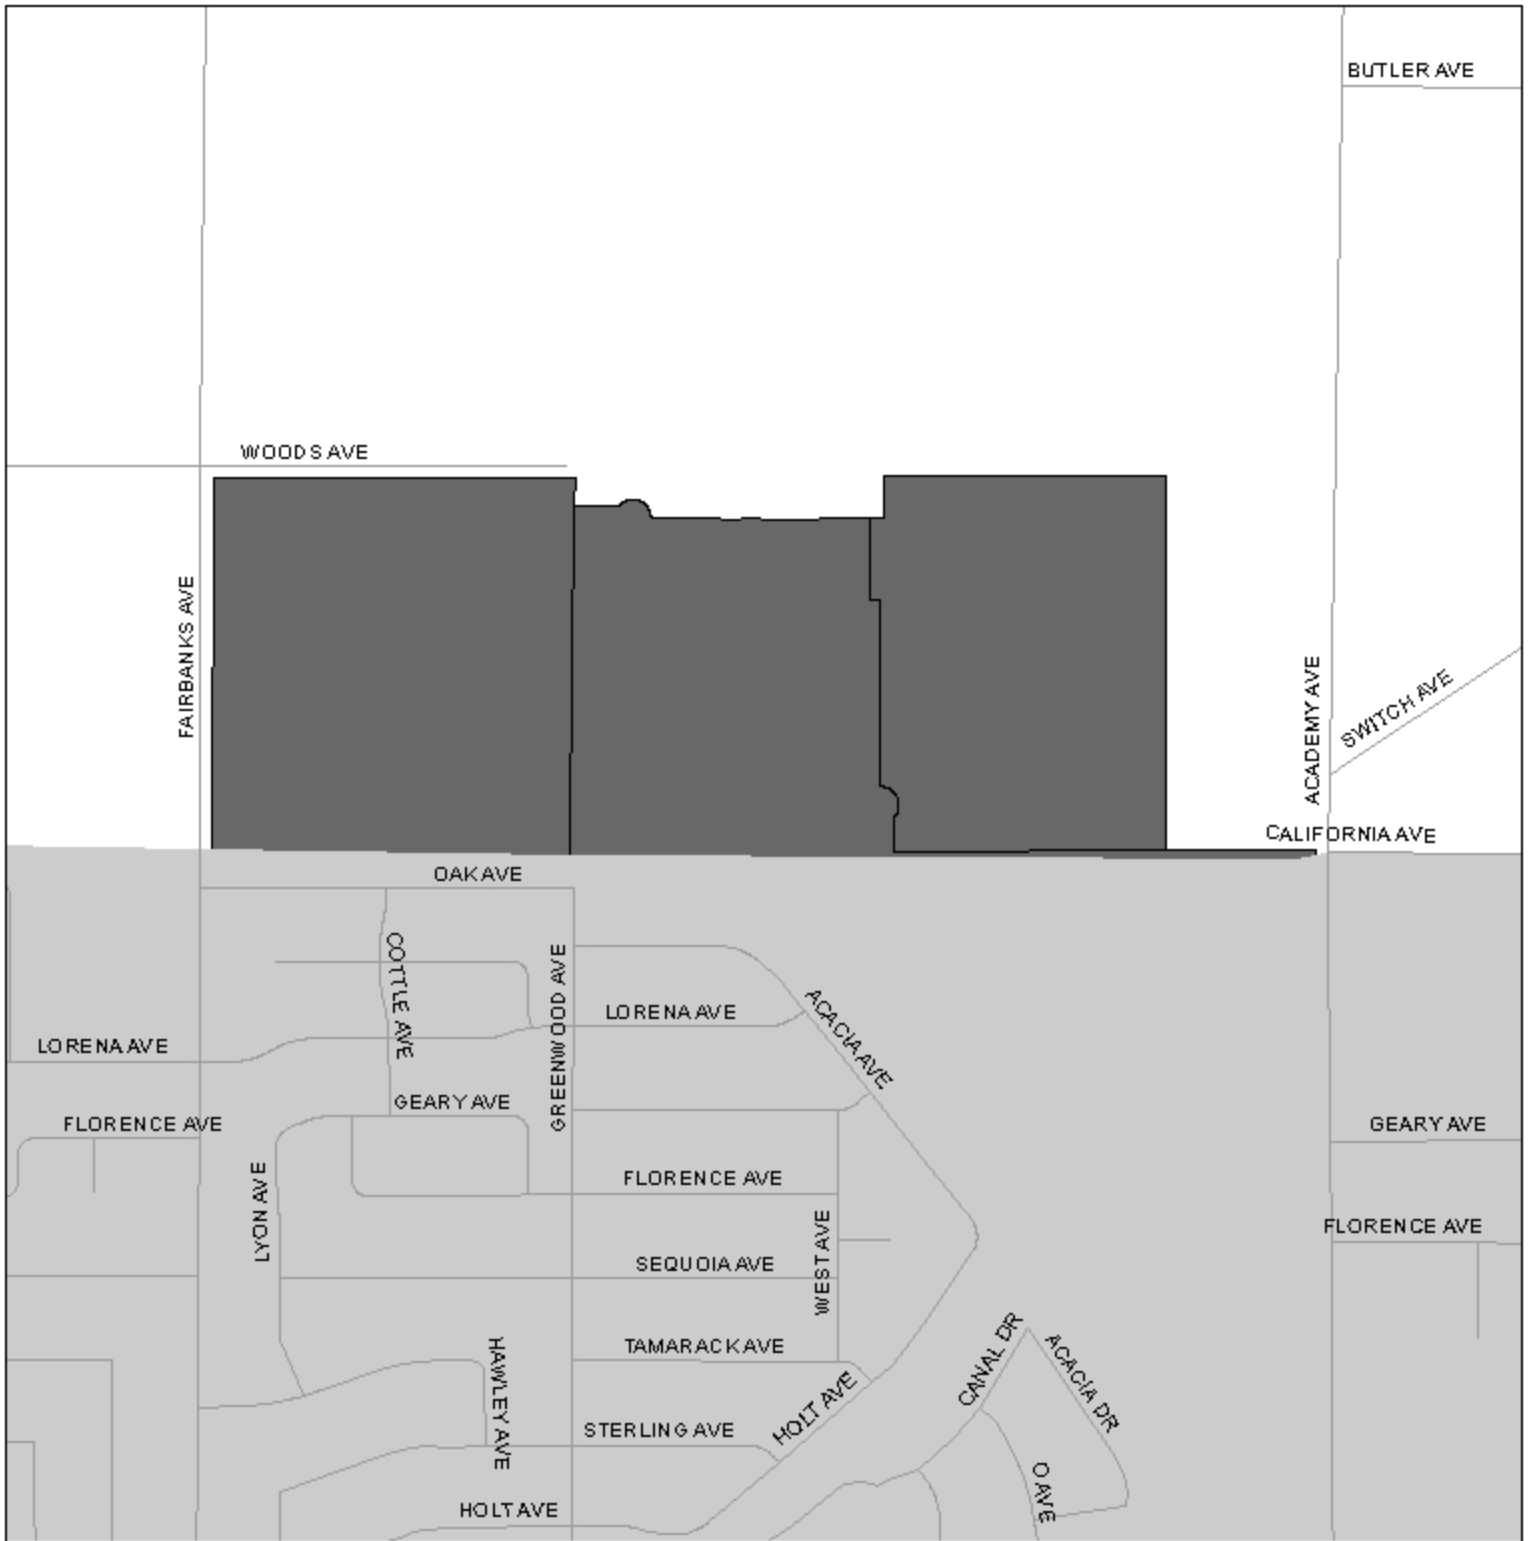 BUTLER AVE
WOODS AVE
FAIRBANKS AVE
ACADEMY AVE
SWITCH AVE
CALIFORNIA AVE
OAK AVE
COTTLE AVE
GREENWOOD AVE
ACACIA AVE
LORENA AVE
LORENA AVE
GEARY AVE
FLORENCE AVE
GEARY AVE
LYON AVE
FLORENCE AVE
WEST AVE
FLORENCE AVE
SEQUOIA AVE
CANAL DR
ACACIA DR
HAWLEY AVE
TAMARACK AVE
HOLT AVE
STERLING AVE
O AVE
HOLT AVE